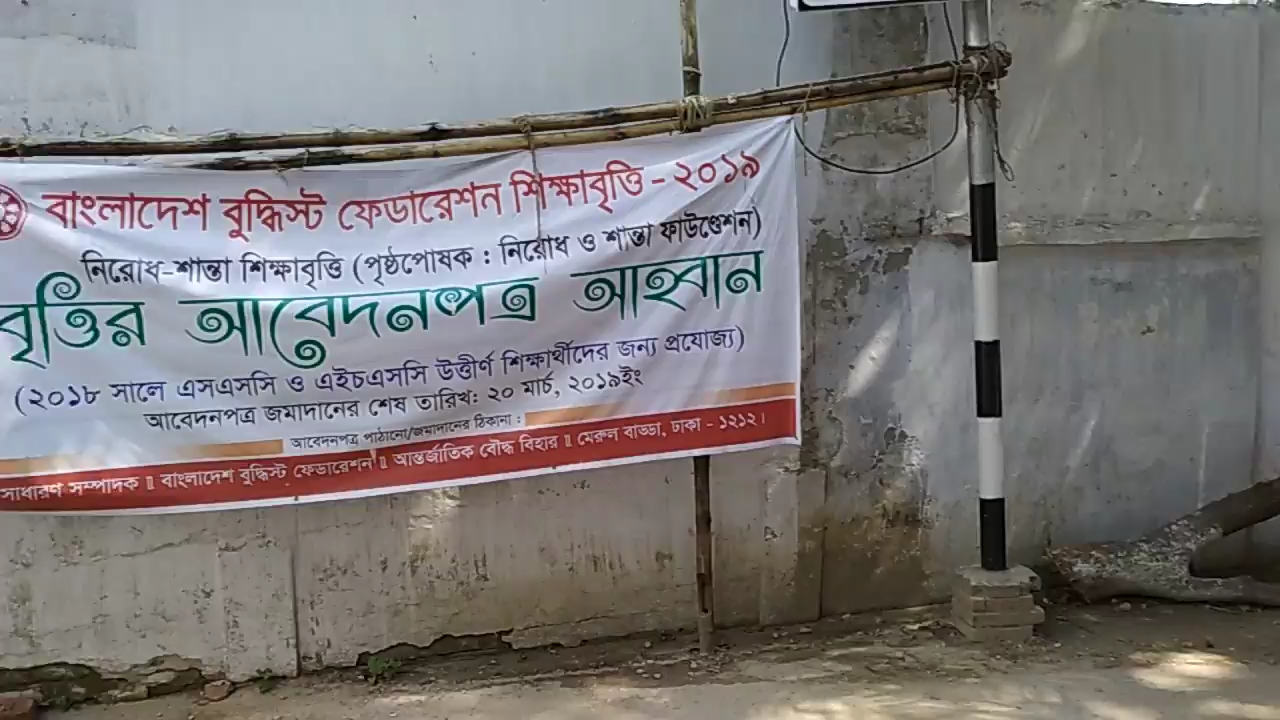 বাংলাদেশ বুদ্ধিস্ট ফেডারেশন শিক্ষাবৃত্তি - ২০১৯
নিরোধ-শান্তা শিক্ষাবৃত্তি (পৃষ্ঠপোষক : নিরোধ ও শান্তা ফাউণ্ডেশন)
বৃত্তির আবেদনপত্র আহ্বান
(২০১৮ সালে এসএসসি ও এইচএসসি উত্তীর্ণ শিক্ষার্থীদের জন্য প্রযোজ্য)
আবেদনপত্র জমাদানের শেষ তারিখ: ২০ মার্চ, ২০১৯ইং
আবেদনপত্র পাঠানো/জমাদানের ঠিকানা :
সাধারণ সম্পাদক ॥ বাংলাদেশ বুদ্ধিস্ট ফেডারেশন ॥ আন্তর্জাতিক বৌদ্ধ বিহার ॥ মেরুল বাড্ডা, ঢাকা - ১২১২।